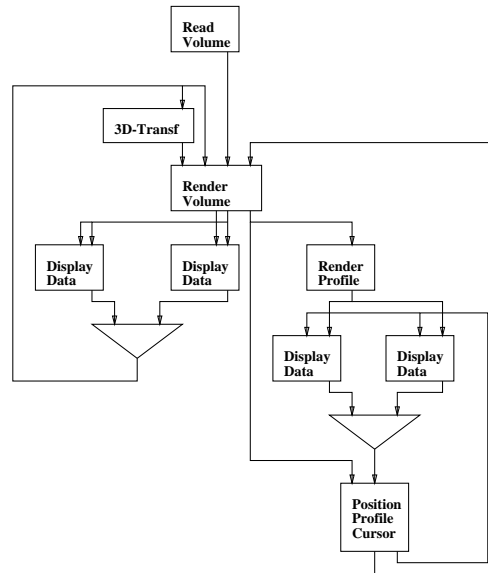 Read
Volume
3D-Transf
Render
Volume
Display
Data
Display
Data
Render
Profile
Display
Data
Display
Data
Position
Profile
Cursor